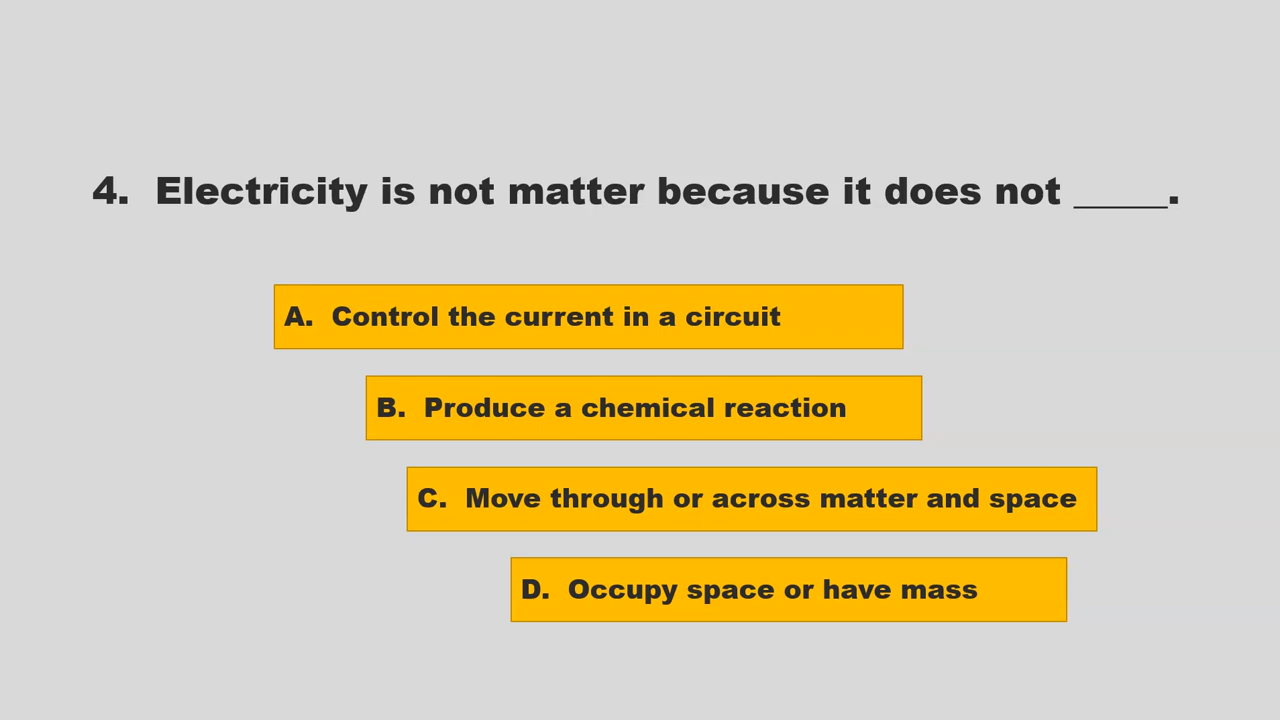 4. Electricity is not matter because it does not _____.
A. Control the current in a circuit
B. Produce a chemical reaction
C. Move through or across matter and space
D. Occupy space or have mass